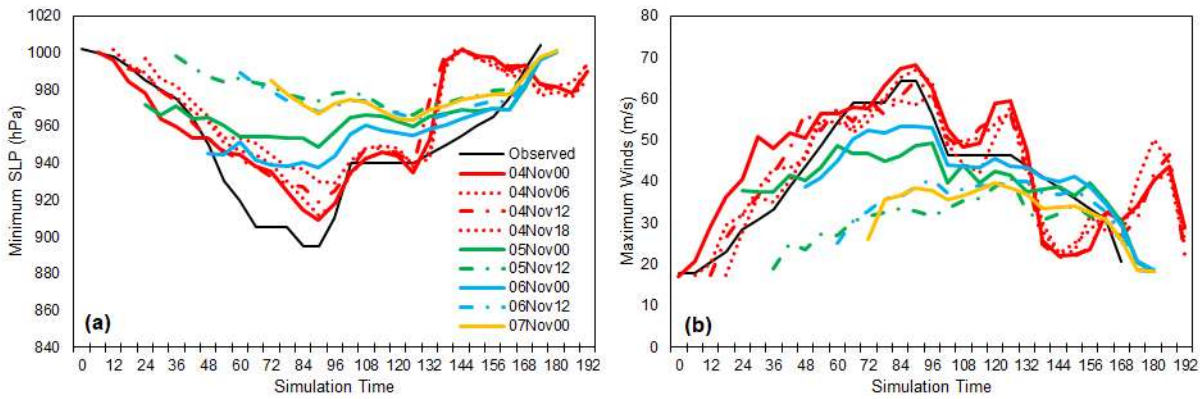 Minimum SLP (hPa)
1020
1000
980
960
940
920
900
880
860
840
0 12 24 36 48 60 72 84 96 108 120 132 144 156 168 180 192
Simulation Time
(a)
Observed
04Nov00
04Nov06
04Nov12
04Nov18
05Nov00
05Nov12
06Nov00
06Nov12
07Nov00
Maximum Winds (m/s)
80
70
60
50
40
30
20
10
0
0 12 24 36 48 60 72 84 96 108 120 132 144 156 168 180 192
Simulation Time
(b)